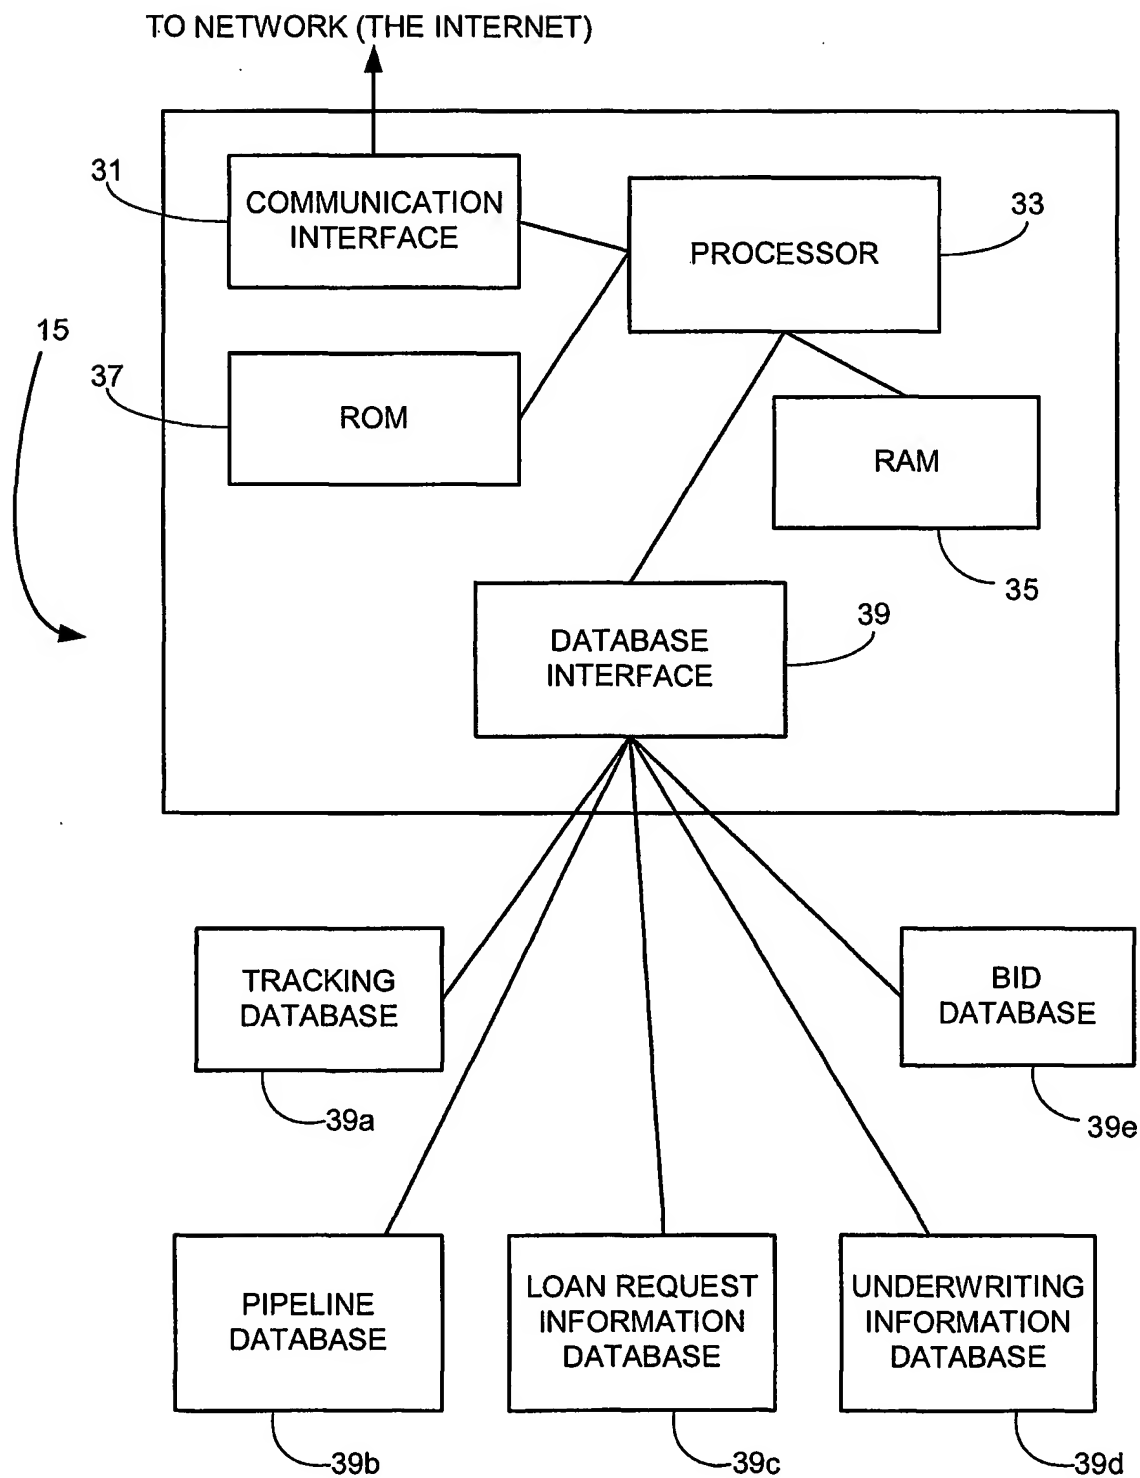 TO NETWORK (THE INTERNET)
31
COMMUNICATION
INTERFACE
PROCESSOR
33
15
37
ROM
RAM
35
DATABASE
INTERFACE
39
TRACKING
DATABASE
39a
BID
DATABASE
39e
PIPELINE
DATABASE
39b
LOAN REQUEST
INFORMATION
DATABASE
39c
UNDERWRITING
INFORMATION
DATABASE
39d